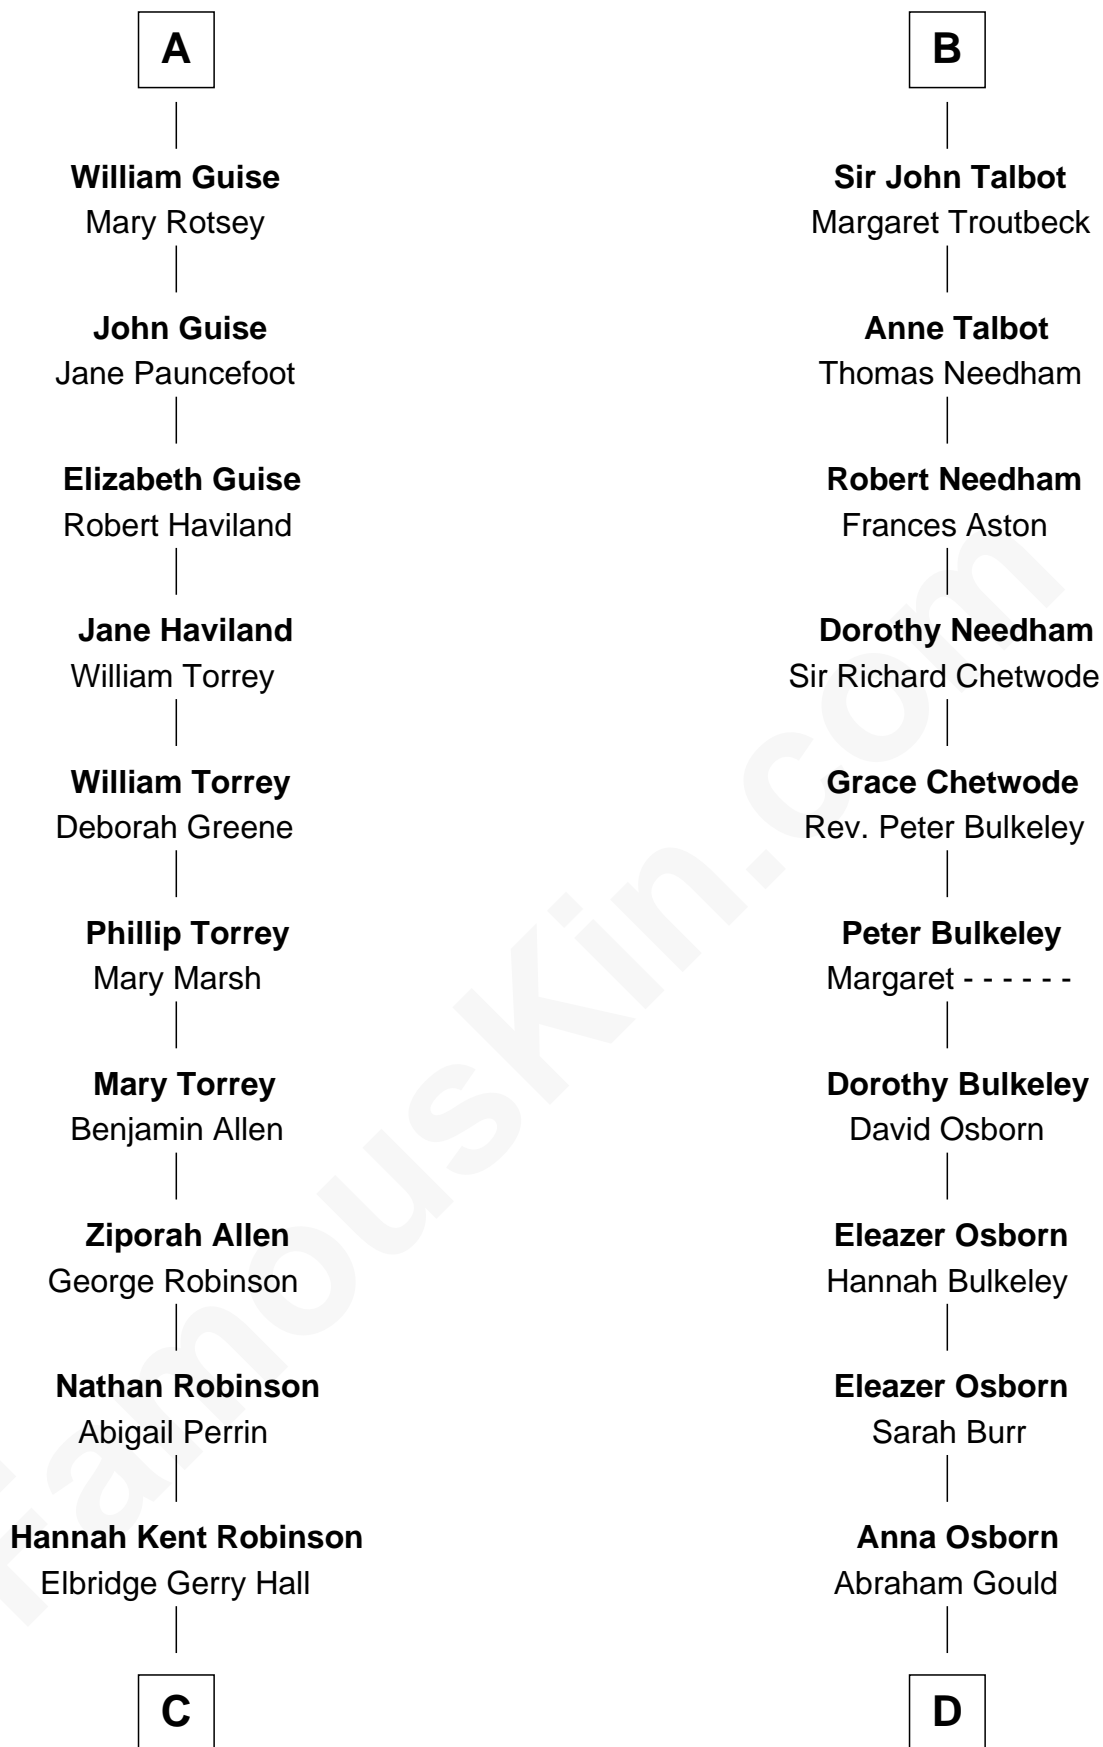 A
William Guise
Mary Rotsey
John Guise
Jane Pauncefoot
Elizabeth Guise
Robert Haviland
Jane Haviland
William Torrey
William Torrey
Deborah Greene
Phillip Torrey
Mary Marsh
Mary Torrey
Benjamin Allen
Ziporah Allen
George Robinson
Nathan Robinson
Abigail Perrin
Hannah Kent Robinson
Elbridge Gerry Hall
C
B
Sir John Talbot
Margaret Troutbeck
Anne Talbot
Thomas Needham
Robert Needham
Frances Aston
Dorothy Needham
Sir Richard Chetwode
Grace Chetwode
Rev. Peter Bulkeley
Peter Bulkeley
Margaret - - - - - -
Dorothy Bulkeley
David Osborn
Eleazer Osborn
Hannah Bulkeley
Eleazer Osborn
Sarah Burr
Anna Osborn
Abraham Gould
D
FamousKin.com